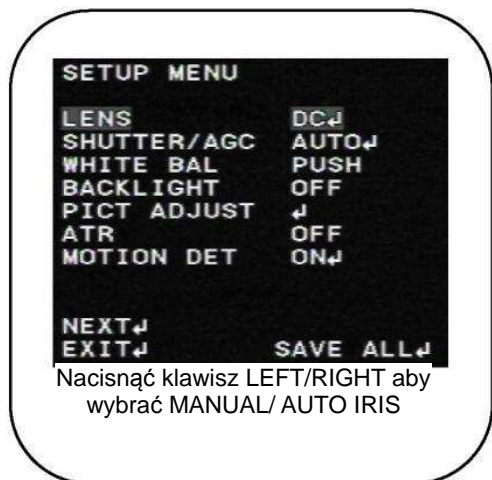 SETUP MENU
LENS DC↲
SHUTTER/AGC AUTO↲
WHITE BAL PUSH
BACKLIGHT OFF
PICT ADJUST ↲
ATR OFF
MOTION DET ON↲
NEXT↲
EXIT↲ SAVE ALL↲
Nacisnąć klawisz LEFT/RIGHT aby
wybrać MANUAL/ AUTO IRIS